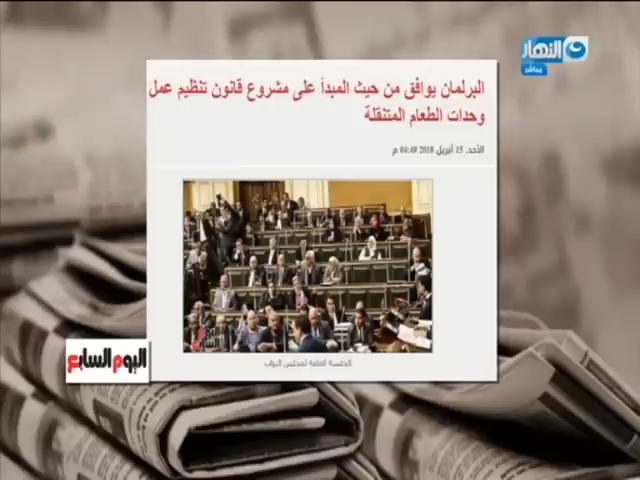 النهار
مباشر
البرلمان يوافق من حيث المبدأ على مشروع قانون تنظيم عمل
وحدات الطعام المتنقلة
الأحد، 15 أبريل 2018 04:49 م
الجلسة العامة لمجلس النواب
اليوم السابع